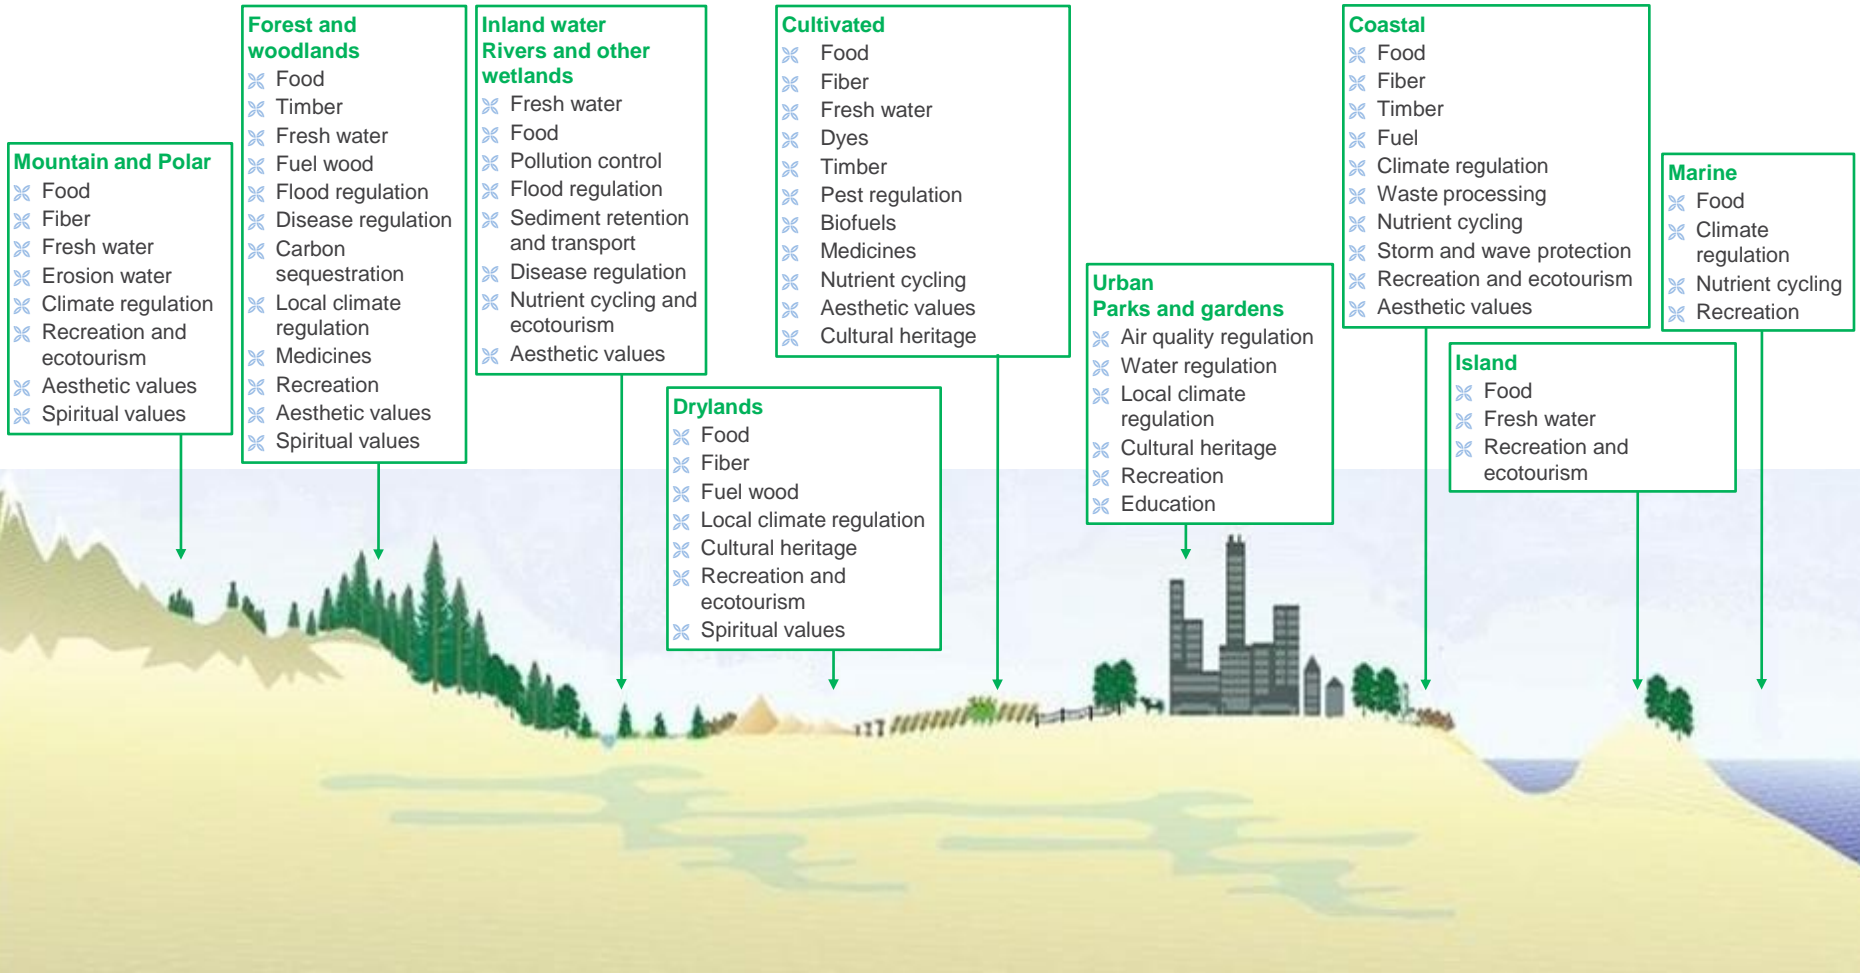 Mountain and Polar
Food
Fiber
Fresh water
Erosion water
Climate regulation
Recreation and
ecotourism
Aesthetic values
Spiritual values
Forest and
woodlands
Food
Timber
Fresh water
Fuel wood
Flood regulation
Disease regulation
Carbon
sequestration
Local climate
regulation
Medicines
Recreation
Aesthetic values
Spiritual values
Inland water
Rivers and other
wetlands
Fresh water
Food
Pollution control
Flood regulation
Sediment retention
and transport
Disease regulation
Nutrient cycling and
ecotourism
Aesthetic values
Drylands
Food
Fiber
Fuel wood
Local climate regulation
Cultural heritage
Recreation and
ecotourism
Spiritual values
Cultivated
Food
Fiber
Fresh water
Dyes
Timber
Pest regulation
Biofuels
Medicines
Nutrient cycling
Aesthetic values
Cultural heritage
Urban
Parks and gardens
Air quality regulation
Water regulation
Local climate
regulation
Cultural heritage
Recreation
Education
Coastal
Food
Fiber
Timber
Fuel
Climate regulation
Waste processing
Nutrient cycling
Storm and wave protection
Recreation and ecotourism
Aesthetic values
Island
Food
Fresh water
Recreation and
ecotourism
Marine
Food
Climate
regulation
Nutrient cycling
Recreation